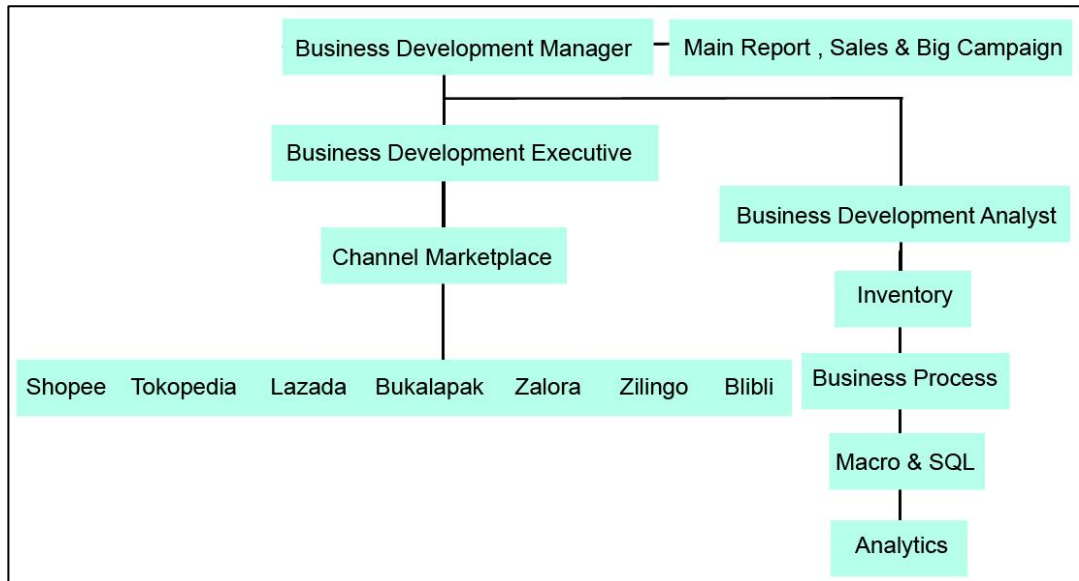 Business Development Manager
Main Report , Sales & Big Campaign
Business Development Executive
Business Development Analyst
Channel Marketplace
Inventory
Shopee Tokopedia Lazada Bukalapak Zalora Zilingo Blibli
Business Process
Macro & SQL
Analytics